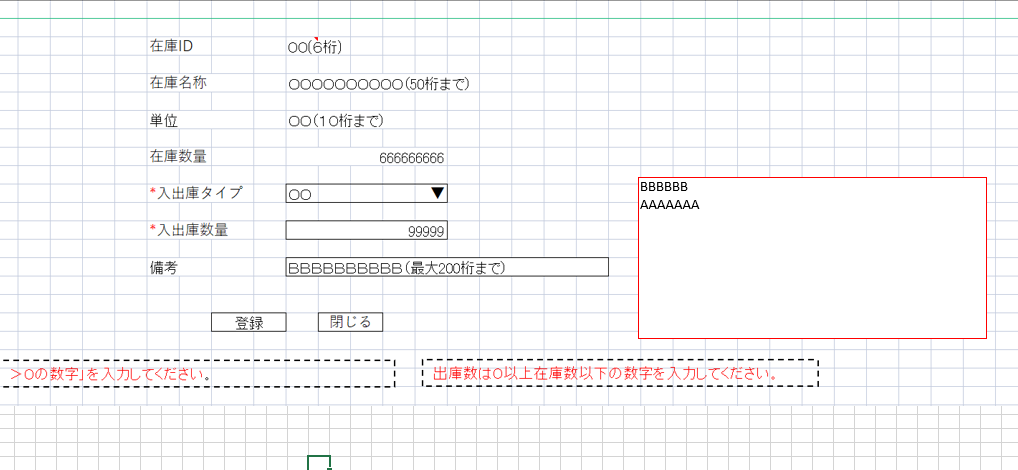 在庫ID
○○(6桁)
在庫名称
○○○○○○○○○○(50桁まで)
単位
○○(10桁まで)
在庫数量
666666666
*入出庫タイプ
○○
▼
*入出庫数量
99999
備考
BBBBBBBBBB(最大200桁まで)
BBBBBB
AAAAAAA
登録
閉じる
>0の数字」を入力してください。
出庫数は0以上在庫数以下の数字を入力してください。